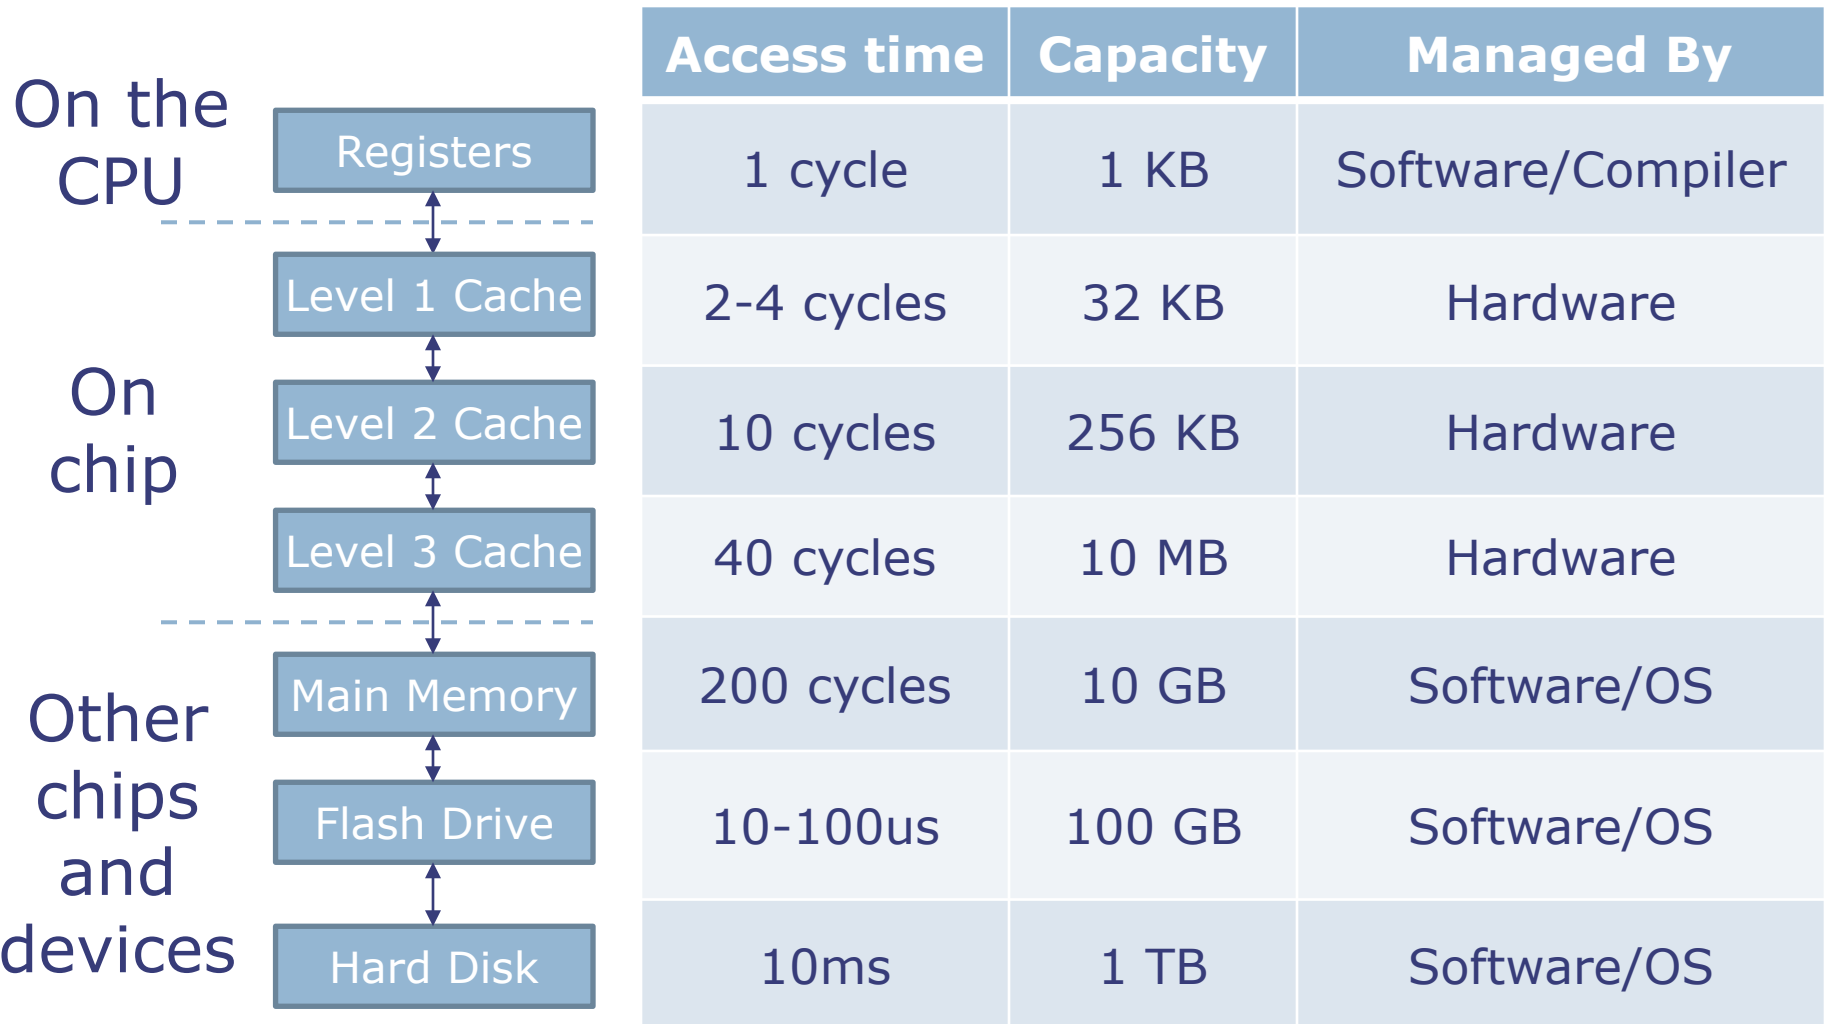 On the
CPU
On
chip
Other
chips
and
devices
Registers
Level 1 Cache
Level 2 Cache
Level 3 Cache
Main Memory
Flash Drive
Hard Disk
Access time Capacity Managed By
1 cycle 1 KB Software/Compiler
2-4 cycles 32 KB Hardware
10 cycles 256 KB Hardware
40 cycles 10 MB Hardware
200 cycles 10 GB Software/OS
10-100us 100 GB Software/OS
10ms 1 TB Software/OS